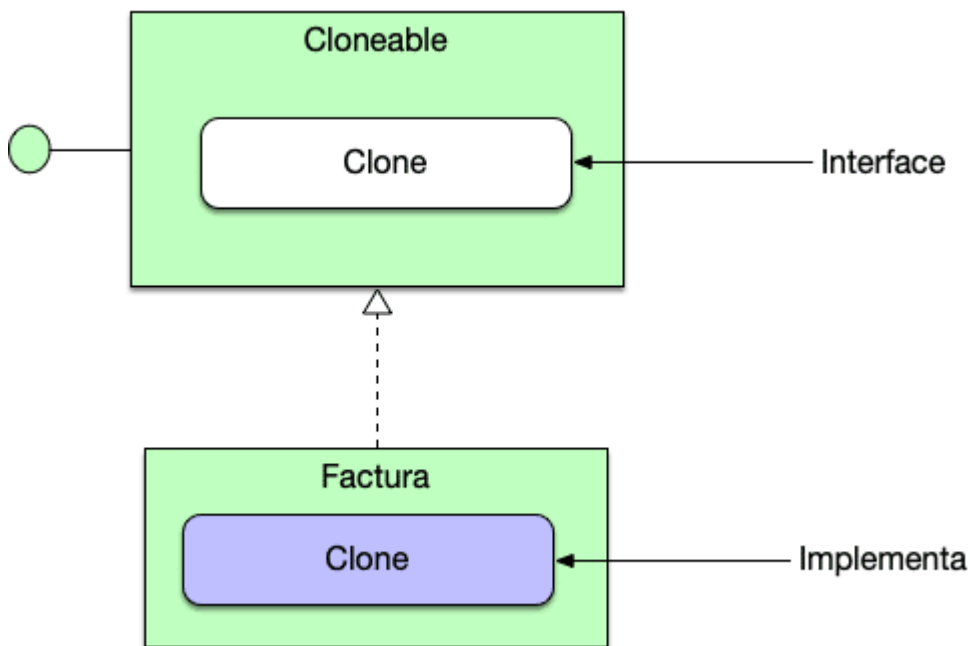 Cloneable
Clone
Interface
Factura
Clone
Implementa